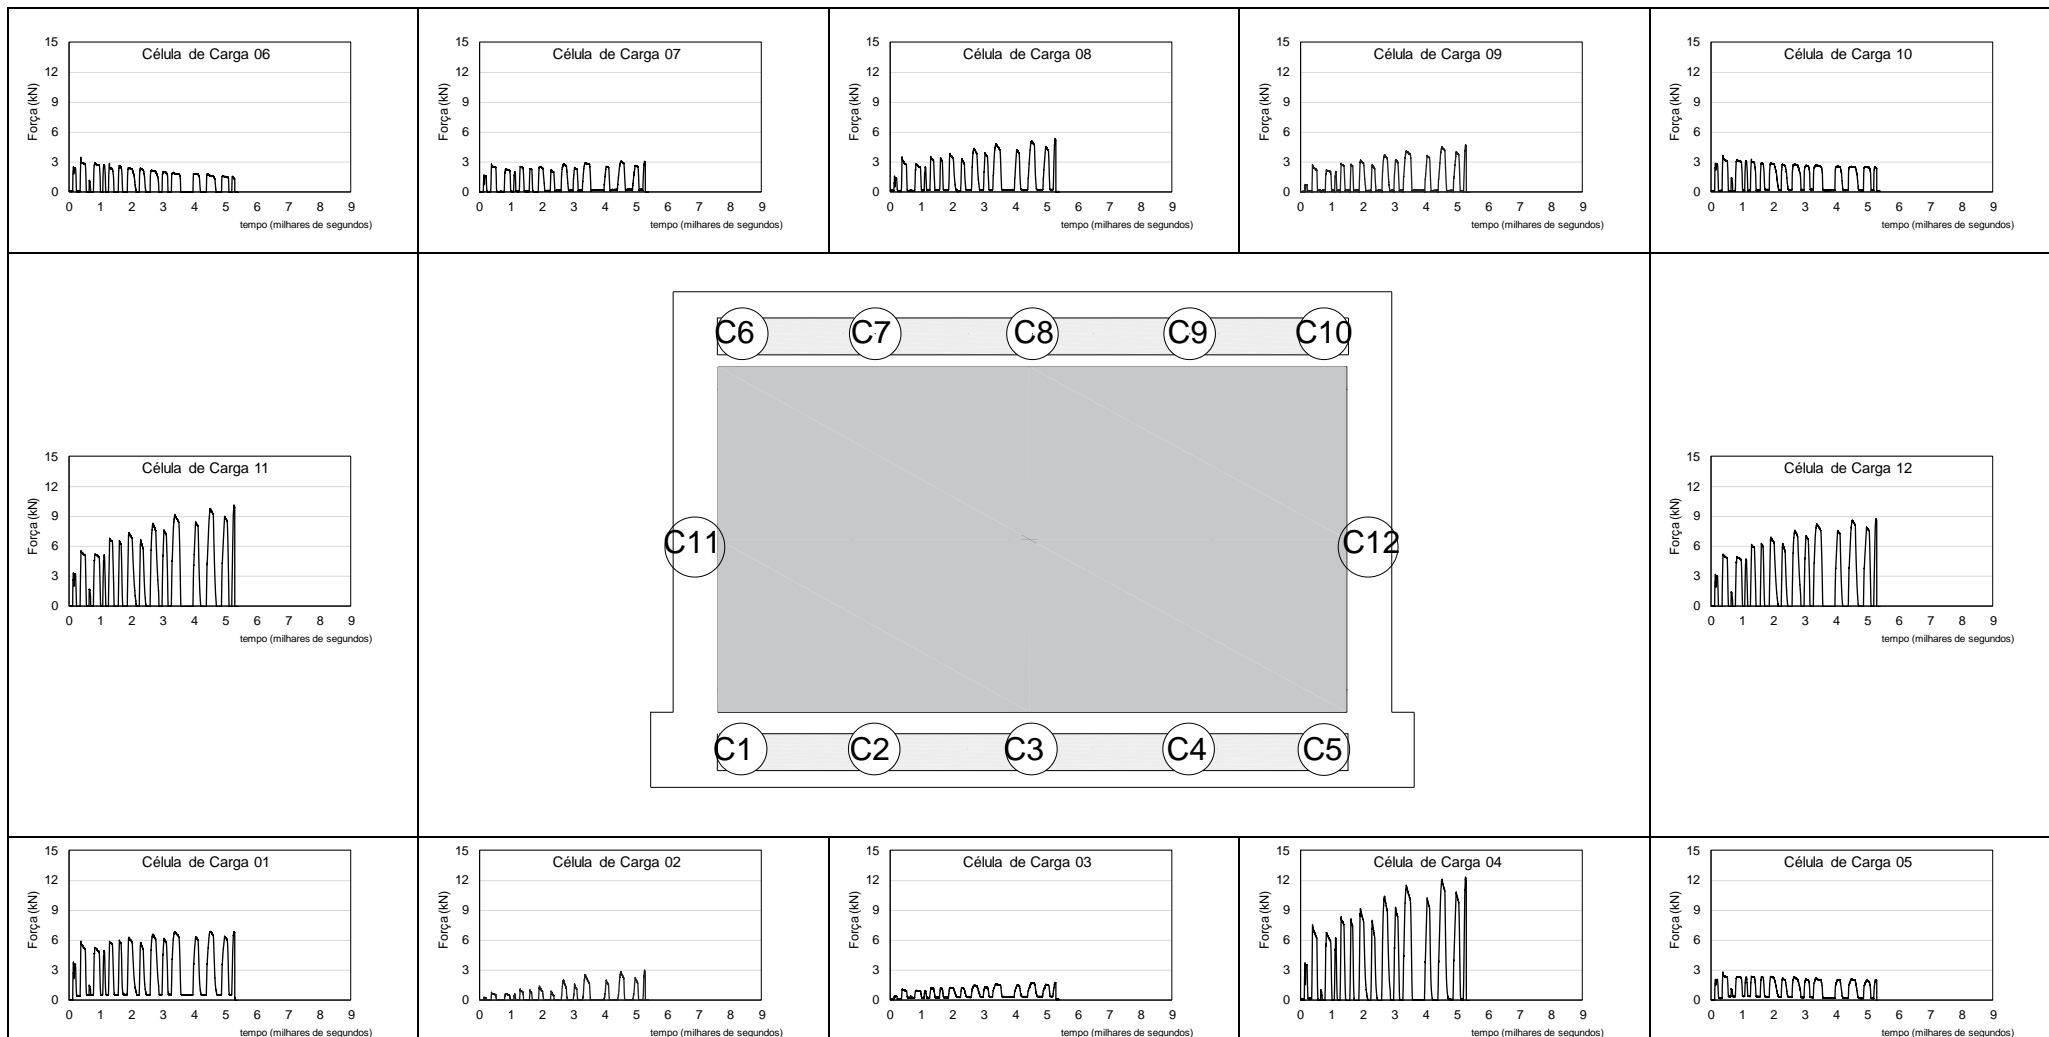 Célula de Carga 06
Força (kN)
15
12
9
6
3
0
0 1 2 3 4 5 6 7 8 9
tempo (milhares de segundos)
Célula de Carga 07
Força (kN)
15
12
9
6
3
0
0 1 2 3 4 5 6 7 8 9
tempo (milhares de segundos)
Célula de Carga 08
Força (kN)
15
12
9
6
3
0
0 1 2 3 4 5 6 7 8 9
tempo (milhares de segundos)
Célula de Carga 09
Força (kN)
15
12
9
6
3
0
0 1 2 3 4 5 6 7 8 9
tempo (milhares de segundos)
Célula de Carga 10
Força (kN)
15
12
9
6
3
0
0 1 2 3 4 5 6 7 8 9
tempo (milhares de segundos)
Célula de Carga 11
Força (kN)
15
12
9
6
3
0
0 1 2 3 4 5 6 7 8 9
tempo (milhares de segundos)
C6 C7 C8 C9 C10
C11 C12
C1 C2 C3 C4 C5
Célula de Carga 12
Força (kN)
15
12
9
6
3
0
0 1 2 3 4 5 6 7 8 9
tempo (milhares de segundos)
Célula de Carga 01
Força (kN)
15
12
9
6
3
0
0 1 2 3 4 5 6 7 8 9
tempo (milhares de segundos)
Célula de Carga 02
Força (kN)
15
12
9
6
3
0
0 1 2 3 4 5 6 7 8 9
tempo (milhares de segundos)
Célula de Carga 03
Força (kN)
15
12
9
6
3
0
0 1 2 3 4 5 6 7 8 9
tempo (milhares de segundos)
Célula de Carga 04
Força (kN)
15
12
9
6
3
0
0 1 2 3 4 5 6 7 8 9
tempo (milhares de segundos)
Célula de Carga 05
Força (kN)
15
12
9
6
3
0
0 1 2 3 4 5 6 7 8 9
tempo (milhares de segundos)